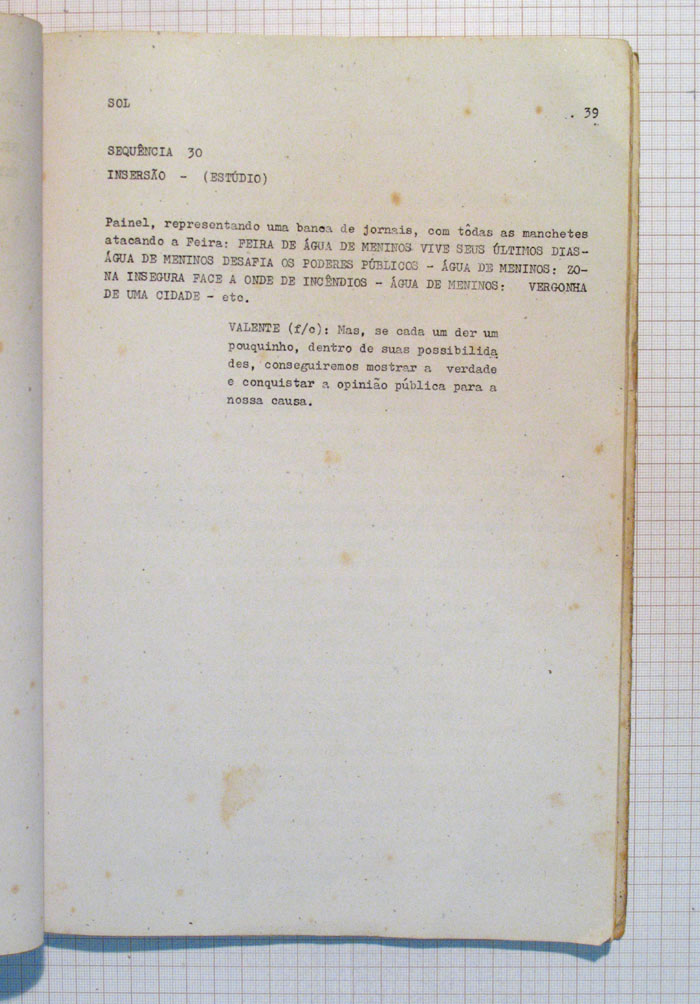 SOL
. 39
SEQUÊNCIA 30
INSERSÃO - (ESTÚDIO)
Painel, representando uma banca de jornais, com tôdas as manchetes
atacando a Feira: FEIRA DE ÁGUA DE MENINOS VIVE SEUS ÚLTIMOS DIAS-
ÁGUA DE MENINOS DESAFIA OS PODERES PÚBLICOS - ÁGUA DE MENINOS: ZO-
NA INSEGURA FACE A ONDE DE INCÊNDIOS - ÁGUA DE MENINOS: VERGONHA
DE UMA CIDADE - etc.
VALENTE (f/c): Mas, se cada um der um
pouquinho, dentro de suas possibilida
des, conseguiremos mostrar a verdade
e conquistar a opinião pública para a
nossa causa.